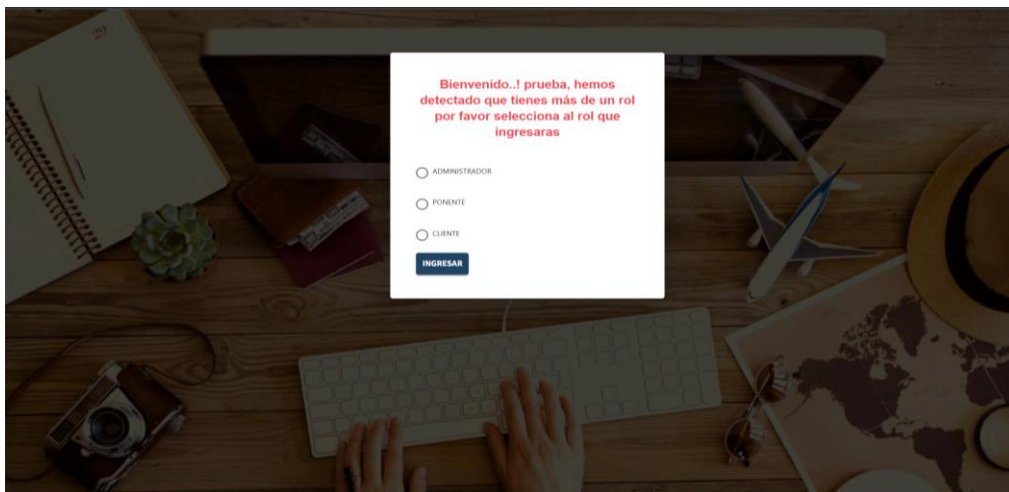 Bienvenido..! prueba, hemos
detectado que tienes más de un rol
por favor selecciona al rol que
ingresaras
ADMINISTRADOR
PONENTE
CLIENTE
INGRESAR